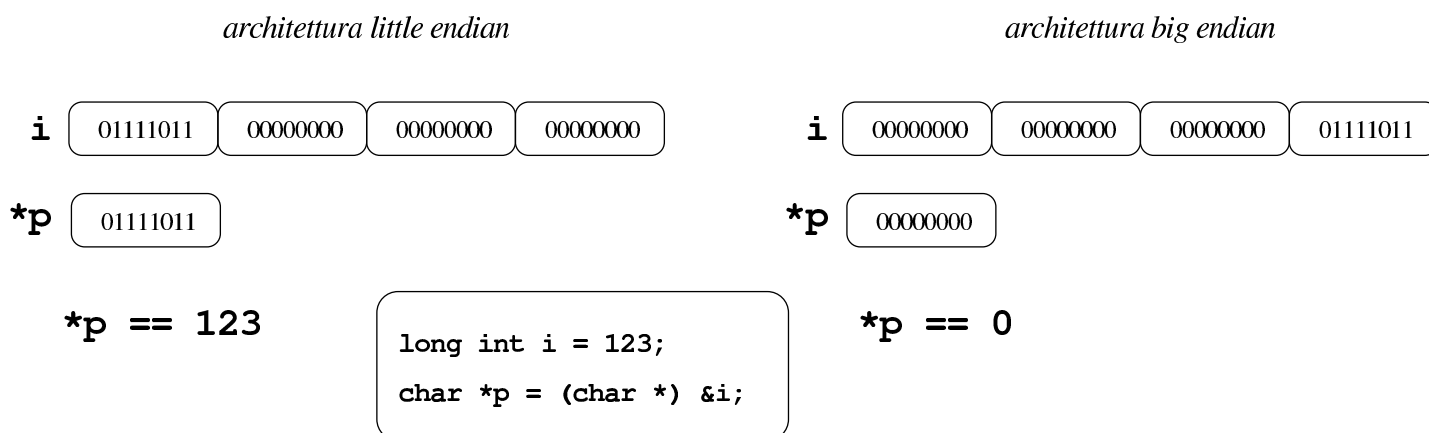 architettura little endian
architettura big endian
i 01111011 00000000 00000000 00000000
i 00000000 00000000 00000000 01111011
*p 01111011
*p 00000000
*p == 123
*p == 0
long int i = 123;
char *p = (char *) &i;